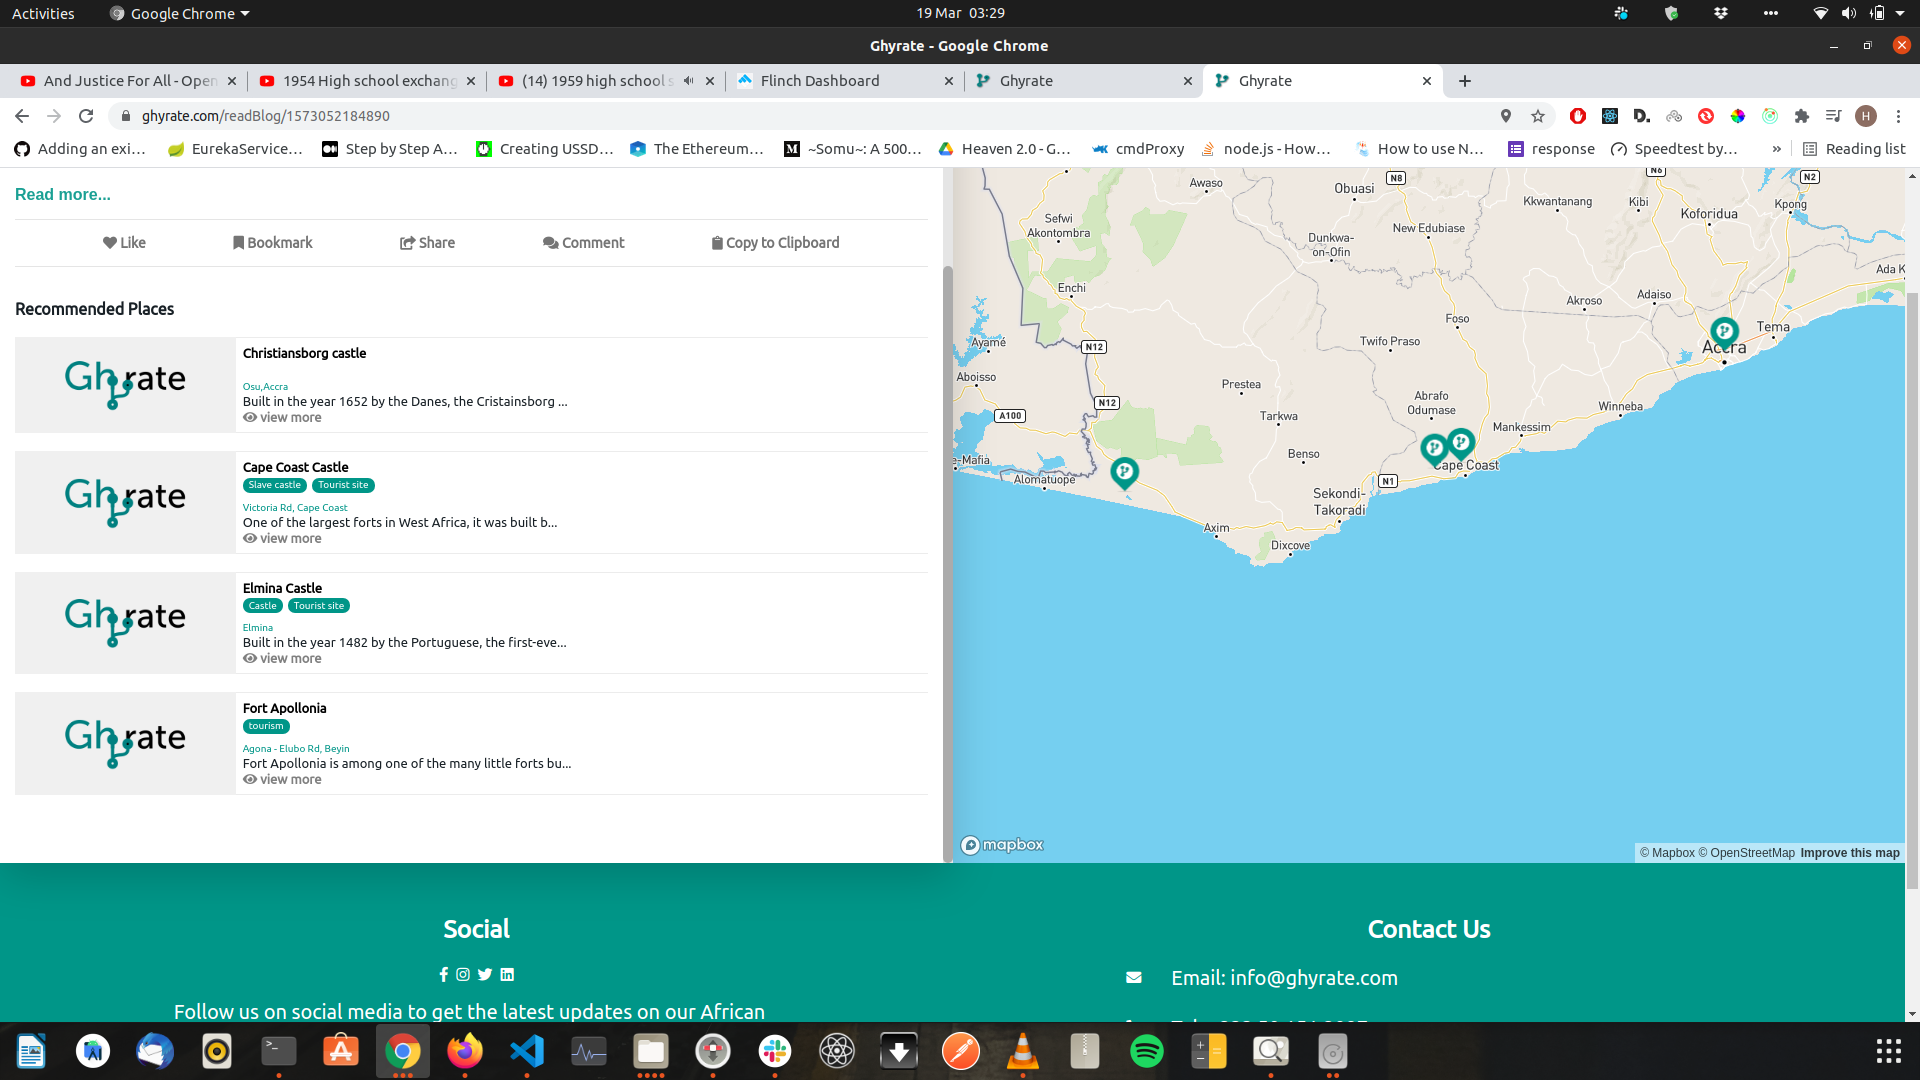 Activities
Google Chrome
19 Mar 03:29
Ghyrate - Google Chrome
And Justice For All - Open
1954 High school exchang
(14) 1959 high school s
Flinch Dashboard
Ghyrate
Ghyrate
ghyrate.com/readBlog/1573052184890
H
Adding an exi…
EurekaService…
Step by Step A…
Creating USSD…
The Ethereum…
~Somu~: A 500…
Heaven 2.0 - G…
cmdProxy
node.js - How…
How to use N…
response
Speedtest by…
»
Reading list
Read more...
Like
Bookmark
Share
Comment
Copy to Clipboard
Recommended Places
Ghyrate
Christiansborg castle
Osu,Accra
Built in the year 1652 by the Danes, the Cristainsborg ...
view more
Ghyrate
Cape Coast Castle
Slave castle
Tourist site
Victoria Rd, Cape Coast
One of the largest forts in West Africa, it was built b...
view more
Ghyrate
Elmina Castle
Castle
Tourist site
Elmina
Built in the year 1482 by the Portuguese, the first-eve...
view more
Ghyrate
Fort Apollonia
tourism
Agona - Elubo Rd, Beyin
Fort Apollonia is among one of the many little forts bu...
view more
Awaso
Obuasi
N8
N6
N2
Kkwantanang
Kibi
Koforidua
Kpong
Sefwi
Akontombra
Dunkwa-
on-Ofin
New Edubiase
Ada K
Enchi
Akroso
Adaiso
Foso
Ayamé
N12
Twifo Praso
Accra
Tema
Aboisso
Prestea
N12
A100
Abrafo
Odumase
Tarkwa
Winneba
Mankessim
Benso
e-Mafia
Cape Coast
Alomatuope
N1
Sekondi-
Takoradi
Axim
Dixcove
mapbox
© Mapbox © OpenStreetMap Improve this map
Social
Follow us on social media to get the latest updates on our African
Contact Us
Email: info@ghyrate.com